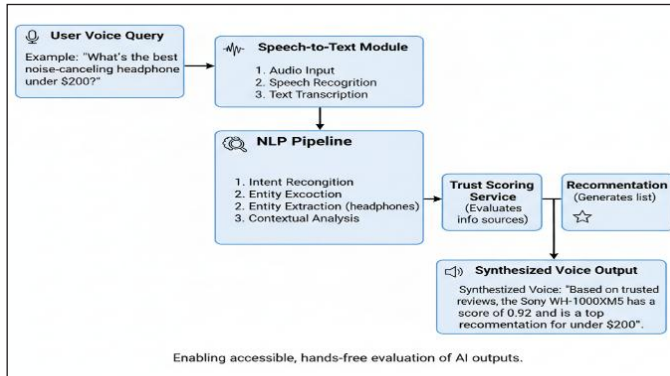 User Voice Query
Example: "What's the best
noise-canceling headphone
under $200?"
Speech-to-Text Module
1. Audio Input
2. Speech Recogrition
3. Text Transcription
NLP Pipeline
1. Intent Recongition
2. Entity Excoction
2. Entity Extraction (headphones)
3. Contextual Analysis
Trust Scoring
Service
(Evaluates
info sources)
Recomnentation
(Generates list)
Synthesized Voice Output
Synthestized Voice: "Based on trusted
reviews, the Sony WH-1000XM5 has a
score of 0.92 and is a top
recomrentation for under $200".
Enabling accessible, hands-free evaluation of AI outputs.